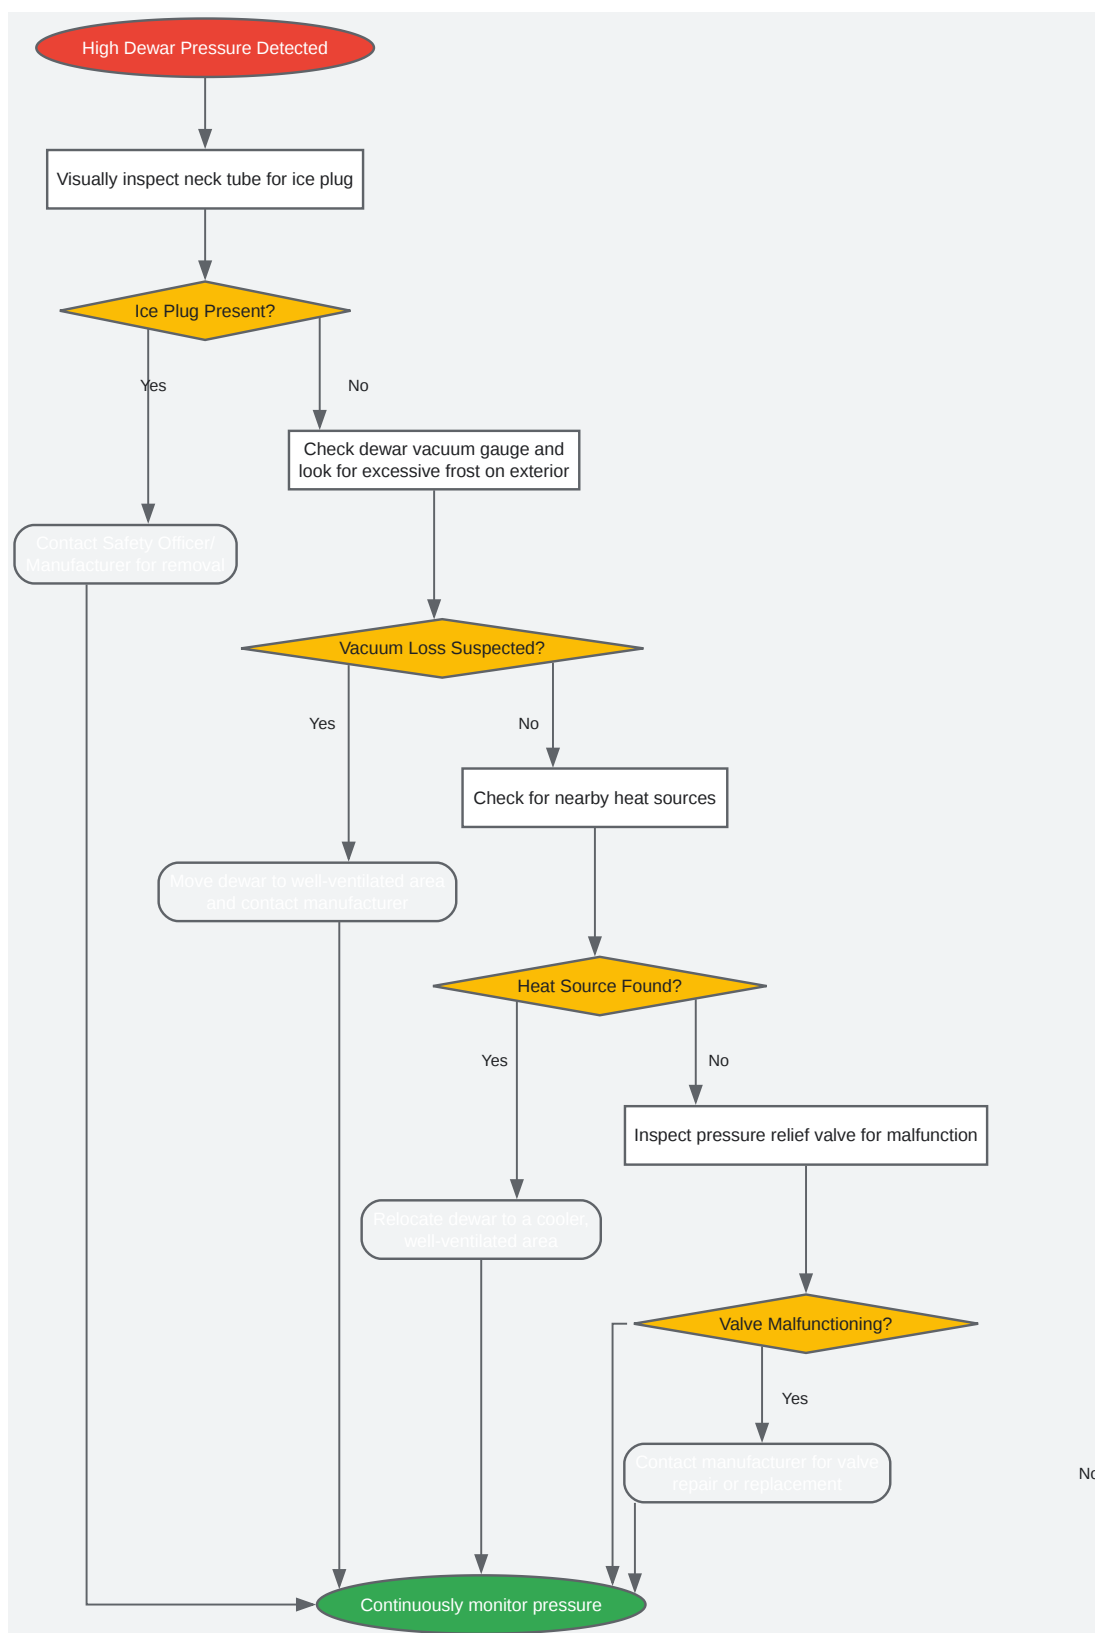 High Dewar Pressure Detected
Visually inspect neck tube for ice plug
Ice Plug Present?
Yes
No
Check dewar vacuum gauge and
look for excessive frost on exterior
Contact Safety Officer/
Manufacturer for removal
Vacuum Loss Suspected?
Yes
No
Check for nearby heat sources
Move dewar to well-ventilated area
and contact manufacturer
Heat Source Found?
Yes
No
Inspect pressure relief valve for malfunction
Relocate dewar to a cooler,
well-ventilated area
Valve Malfunctioning?
Yes
Contact manufacturer for valve
repair or replacement
No
Continuously monitor pressure